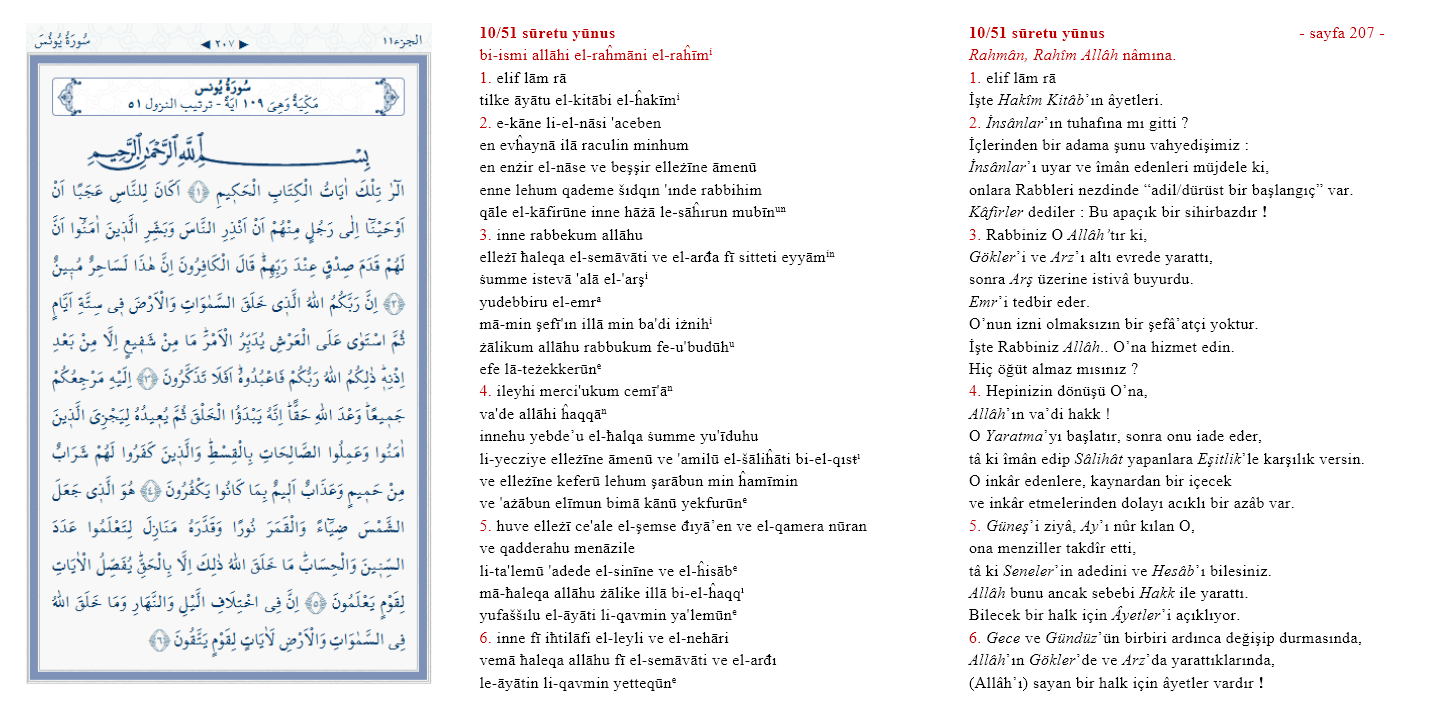 سُورَةُ يُونُسَ ◀ ٢٠٧ ▶ الجزء ١١
سُورَةُ يُونُس
مَكِّيَّةٌ وَهِيَ ١٠٩ اٰيَةً - ترتيب النزول ٥١
بِسْمِ اللّٰهِ الرَّحْمٰنِ الرَّحِيمِ
الٓرٰ تِلْكَ اٰيَاتُ الْكِتَابِ الْحَكِيمِ ﴿١﴾ اَكَانَ لِلنَّاسِ عَجَبًا اَنْ
اَوْحَيْنَٓا اِلٰى رَجُلٍ مِنْهُمْ اَنْ اَنْذِرِ النَّاسَ وَبَشِّرِ الَّذ۪ينَ اٰمَنُٓوا اَنَّ
لَهُمْ قَدَمَ صِدْقٍ عِنْدَ رَبِّهِمْۜ قَالَ الْكَافِرُونَ اِنَّ هٰذَا لَسَاحِرٌ مُب۪ينٌ
﴿٢﴾ اِنَّ رَبَّكُمُ اللّٰهُ الَّذ۪ي خَلَقَ السَّمٰوَاتِ وَالْاَرْضَ ف۪ي سِتَّةِ اَيَّامٍ
ثُمَّ اسْتَوٰى عَلَى الْعَرْشِ يُدَبِّرُ الْاَمْرَۜ مَا مِنْ شَف۪يعٍ اِلَّا مِنْ بَعْدِ
اِذْنِه۪ۜ ذٰلِكُمُ اللّٰهُ رَبُّكُمْ فَاعْبُدُوهُۜ اَفَلَا تَذَكَّرُونَ ﴿٣﴾ اِلَيْهِ مَرْجِعُكُمْ
جَم۪يعًاۜ وَعْدَ اللّٰهِ حَقًّاۜ اِنَّهُ يَبْدَؤُا الْخَلْقَ ثُمَّ يُع۪يدُهُ لِيَجْزِيَ الَّذ۪ينَ
اٰمَنُوا وَعَمِلُوا الصَّالِحَاتِ بِالْقِسْطِۜ وَالَّذ۪ينَ كَفَرُوا لَهُمْ شَرَابٌ
مِنْ حَم۪يمٍ وَعَذَابٌ اَل۪يمٌ بِمَا كَانُوا يَكْفُرُونَ ﴿٤﴾ هُوَ الَّذ۪ي جَعَلَ
الشَّمْسَ ضِيَٓاءً وَالْقَمَرَ نُورًا وَقَدَّرَهُ مَنَازِلَ لِتَعْلَمُوا عَدَدَ
السِّن۪ينَ وَالْحِسَابَۜ مَا خَلَقَ اللّٰهُ ذٰلِكَ اِلَّا بِالْحَقِّۚ يُفَصِّلُ الْاٰيَاتِ
لِقَوْمٍ يَعْلَمُونَ ﴿٥﴾ اِنَّ فِي اخْتِلَافِ الَّيْلِ وَالنَّهَارِ وَمَا خَلَقَ اللّٰهُ
فِي السَّمٰوَاتِ وَالْاَرْضِ لَاٰيَاتٍ لِقَوْمٍ يَتَّقُونَ ﴿٦﴾
10/51 sūretu yūnus
bi-ismi allāhi el-raĥmāni el-raĥīmⁱ
1. elif lām rā
tilke āyātu el-kitābi el-ĥakīmⁱ
2. e-kāne li-el-nāsi 'aceben
en evĥaynā ilā raculin minhum
en enżir el-nāse ve beşşir elleżīne āmenū
enne lehum qademe šıdqın 'ınde rabbihim
qāle el-kāfirūne inne hāżā le-sāĥırun mubīnᵘⁿ
3. inne rabbekum allāhu
elleżī ħaleqa el-semāvāti ve el-arđa fī sitteti eyyāmⁱⁿ
ŝumme istevā 'alā el-'arşⁱ
yudebbiru el-emrᵃ
mā-min şefī'ın illā min ba'di iżnihⁱ
żālikum allāhu rabbukum fe-u'budūhᵘ
efe lā-teżekkerūnᵉ
4. ileyhi merci'ukum cemī'āⁿ
va'de allāhi ĥaqqāⁿ
innehu yebde’u el-ħalqa ŝumme yu'īduhu
li-yecziye elleżīne āmenū ve 'amilū el-šāliĥāti bi-el-qısŧᶦ
ve elleżīne keferū lehum şarābun min ĥamīmin
ve 'ażābun elīmun bimā kānū yekfurūnᵉ
5. huve elleżī ce'ale el-şemse đıyā’en ve el-qamera nūran
ve qadderahu menāzile
li-ta'lemū 'adede el-sinīne ve el-ĥisābᵉ
mā-ħaleqa allāhu żālike illā bi-el-ĥaqqᶦ
yufaššılu el-āyāti li-qavmin ya'lemūnᵉ
6. inne fī iħtilāfi el-leyli ve el-nehāri
vemā ħaleqa allāhu fī el-semāvāti ve el-arđı
le-āyātin li-qavmin yetteqūnᵉ
10/51 sūretu yūnus - sayfa 207 -
Rahmân, Rahîm Allâh nâmına.
1. elif lām rā
İşte Hakîm Kitâb’ın âyetleri.
2. İnsânlar’ın tuhafına mı gitti ?
İçlerinden bir adama şunu vahyedişimiz :
İnsânlar’ı uyar ve îmân edenleri müjdele ki,
onlara Rabbleri nezdinde “adil/dürüst bir başlangıç” var.
Kâfirler dediler : Bu apaçık bir sihirbazdır !
3. Rabbiniz O Allâh’tır ki,
Gökler’i ve Arz’ı altı evrede yarattı,
sonra Arş üzerine istivâ buyurdu.
Emr’i tedbir eder.
O’nun izni olmaksızın bir şefâ’atçi yoktur.
İşte Rabbiniz Allâh.. O’na hizmet edin.
Hiç öğüt almaz mısınız ?
4. Hepinizin dönüşü O’na,
Allâh’ın va’di hakk !
O Yaratma’yı başlatır, sonra onu iade eder,
tâ ki îmân edip Sâlihât yapanlara Eşitlik’le karşılık versin.
O inkâr edenlere, kaynardan bir içecek
ve inkâr etmelerinden dolayı acıklı bir azâb var.
5. Güneş’i ziyâ, Ay’ı nûr kılan O,
ona menziller takdîr etti,
tâ ki Seneler’in adedini ve Hesâb’ı bilesiniz.
Allâh bunu ancak sebebi Hakk ile yarattı.
Bilecek bir halk için Âyetler’i açıklıyor.
6. Gece ve Gündüz’ün birbiri ardınca değişip durmasında,
Allâh’ın Gökler’de ve Arz’da yarattıklarında,
(Allâh’ı) sayan bir halk için âyetler vardır !